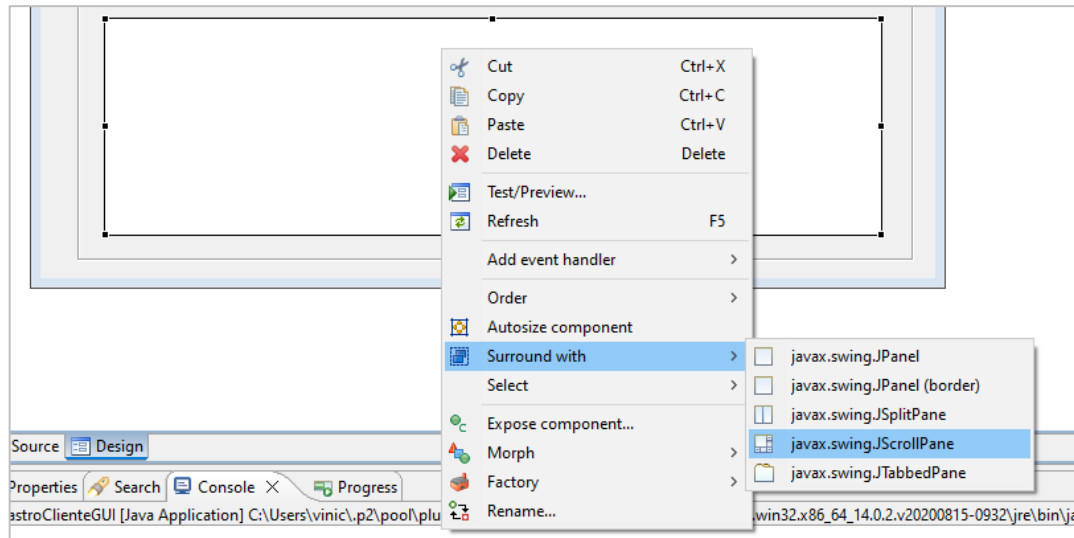 Cut Ctrl+X
Copy Ctrl+C
Paste Ctrl+V
Delete Delete
Test/Preview...
Refresh F5
Add event handler
Order
Autosize component
Surround with
Select
Expose component...
Morph
Factory
Rename...
javax.swing.JPanel
javax.swing.JPanel (border)
javax.swing.JSplitPane
javax.swing.JScrollPane
javax.swing.JTabbedPane
Source Design
Properties Search Console Progress
astroClienteGUI [Java Application] C:\Users\vinic\.p2\pool\plu .win32.x86_64_14.0.2.v20200815-0932\jre\bin\ja